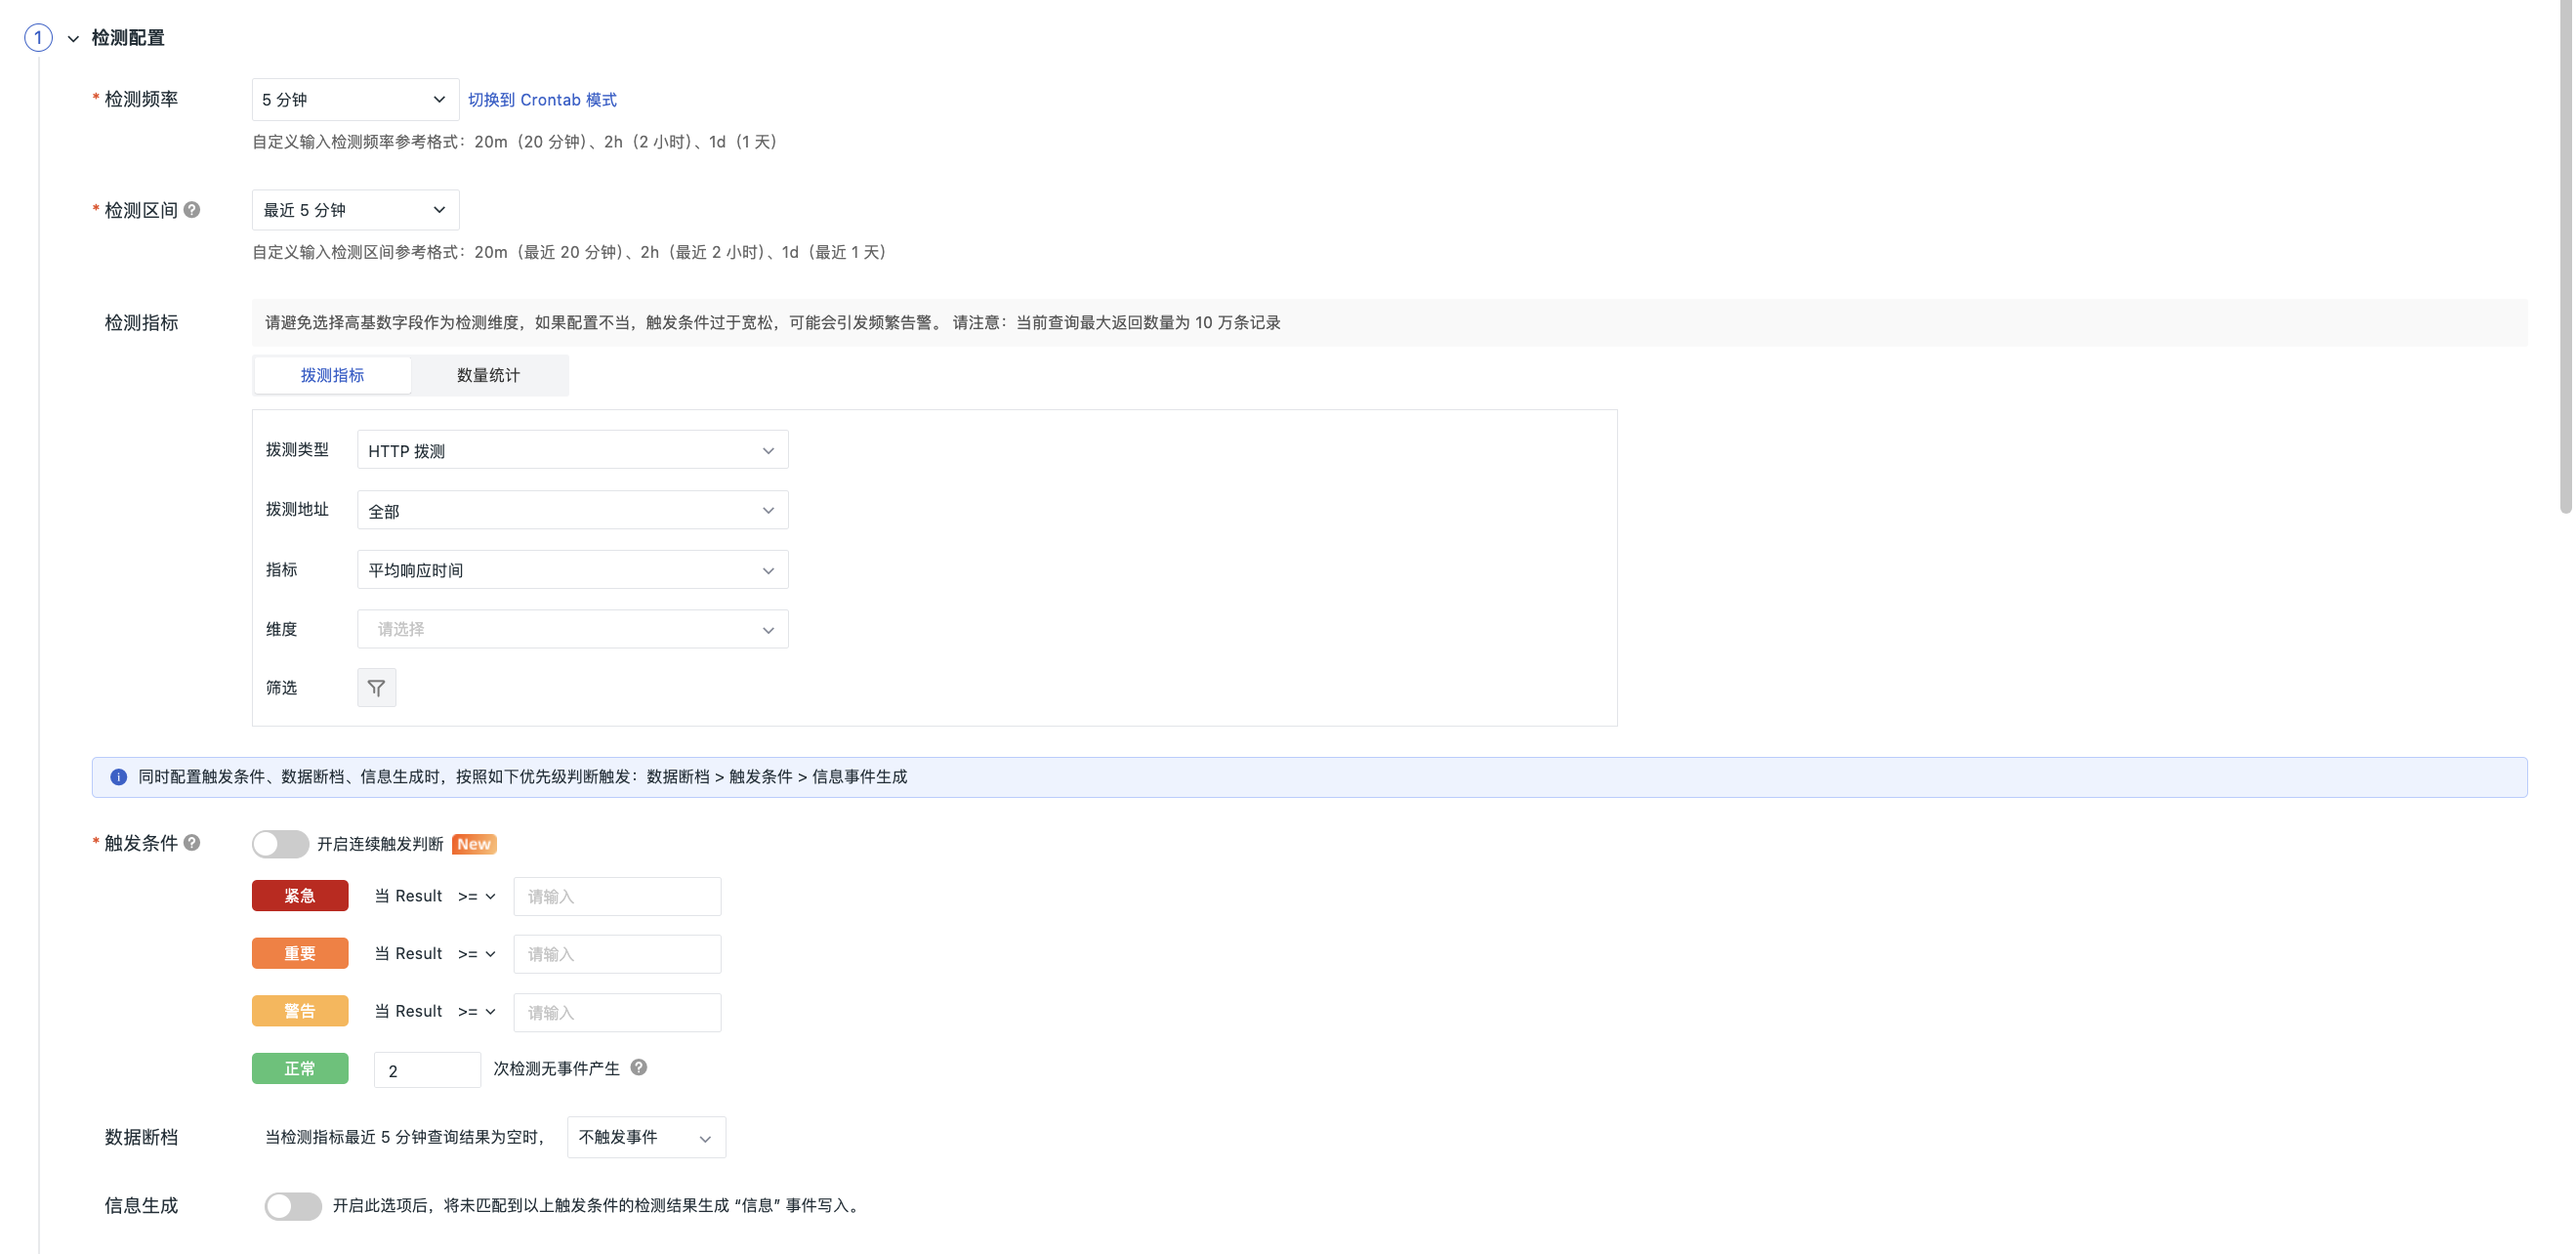 1 检测配置
* 检测频率 5 分钟 切换到 Crontab 模式
自定义输入检测频率参考格式：20m（20 分钟）、2h（2 小时）、1d（1 天）
* 检测区间 ? 最近 5 分钟
自定义输入检测区间参考格式：20m（最近 20 分钟）、2h（最近 2 小时）、1d（最近 1 天）
检测指标 请避免选择高基数字段作为检测维度，如果配置不当，触发条件过于宽松，可能会引发频繁告警。 请注意：当前查询最大返回数量为 10 万条记录
拨测指标 数量统计
拨测类型 HTTP 拨测
拨测地址 全部
指标 平均响应时间
维度 请选择
筛选
i 同时配置触发条件、数据断档、信息生成时，按照如下优先级判断触发：数据断档 > 触发条件 > 信息事件生成
* 触发条件 ? 开启连续触发判断 New
紧急 当 Result >= 请输入
重要 当 Result >= 请输入
警告 当 Result >= 请输入
正常 2 次检测无事件产生 ?
数据断档 当检测指标最近 5 分钟查询结果为空时， 不触发事件
信息生成 开启此选项后，将未匹配到以上触发条件的检测结果生成 “信息” 事件写入。